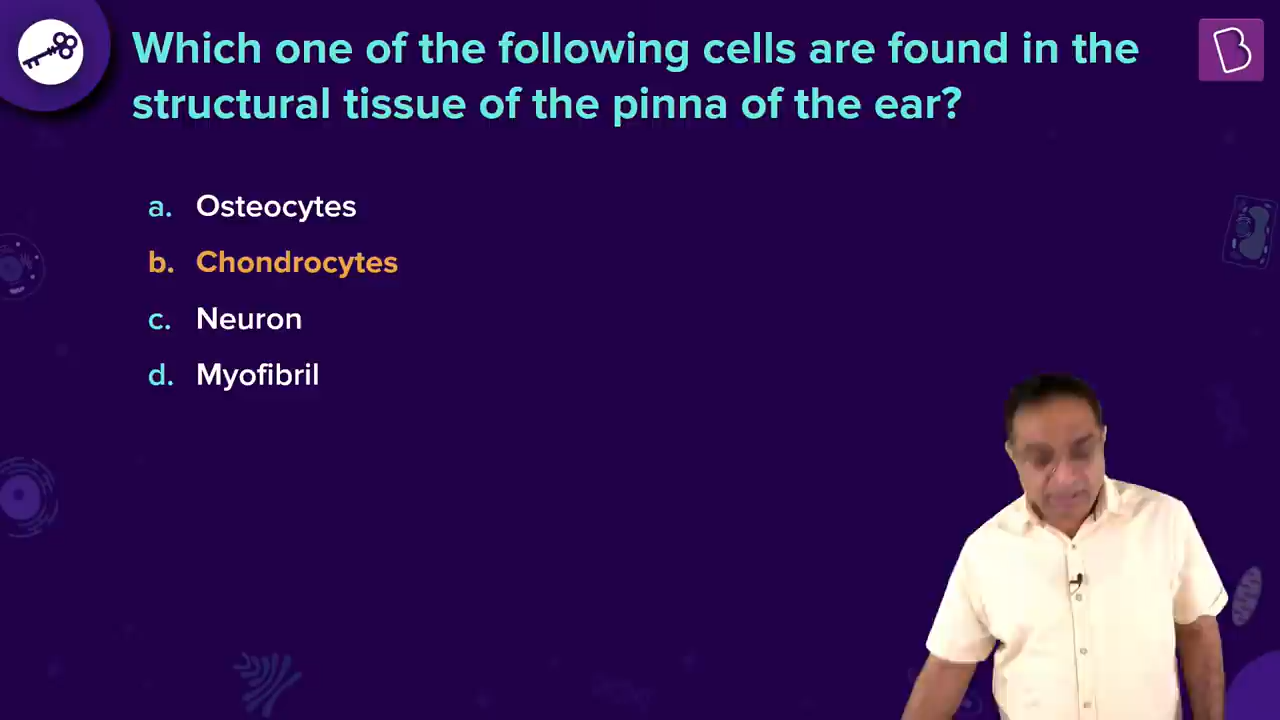 Which one of the following cells are found in the
structural tissue of the pinna of the ear?
a. Osteocytes
b. Chondrocytes
c. Neuron
d. Myofibril